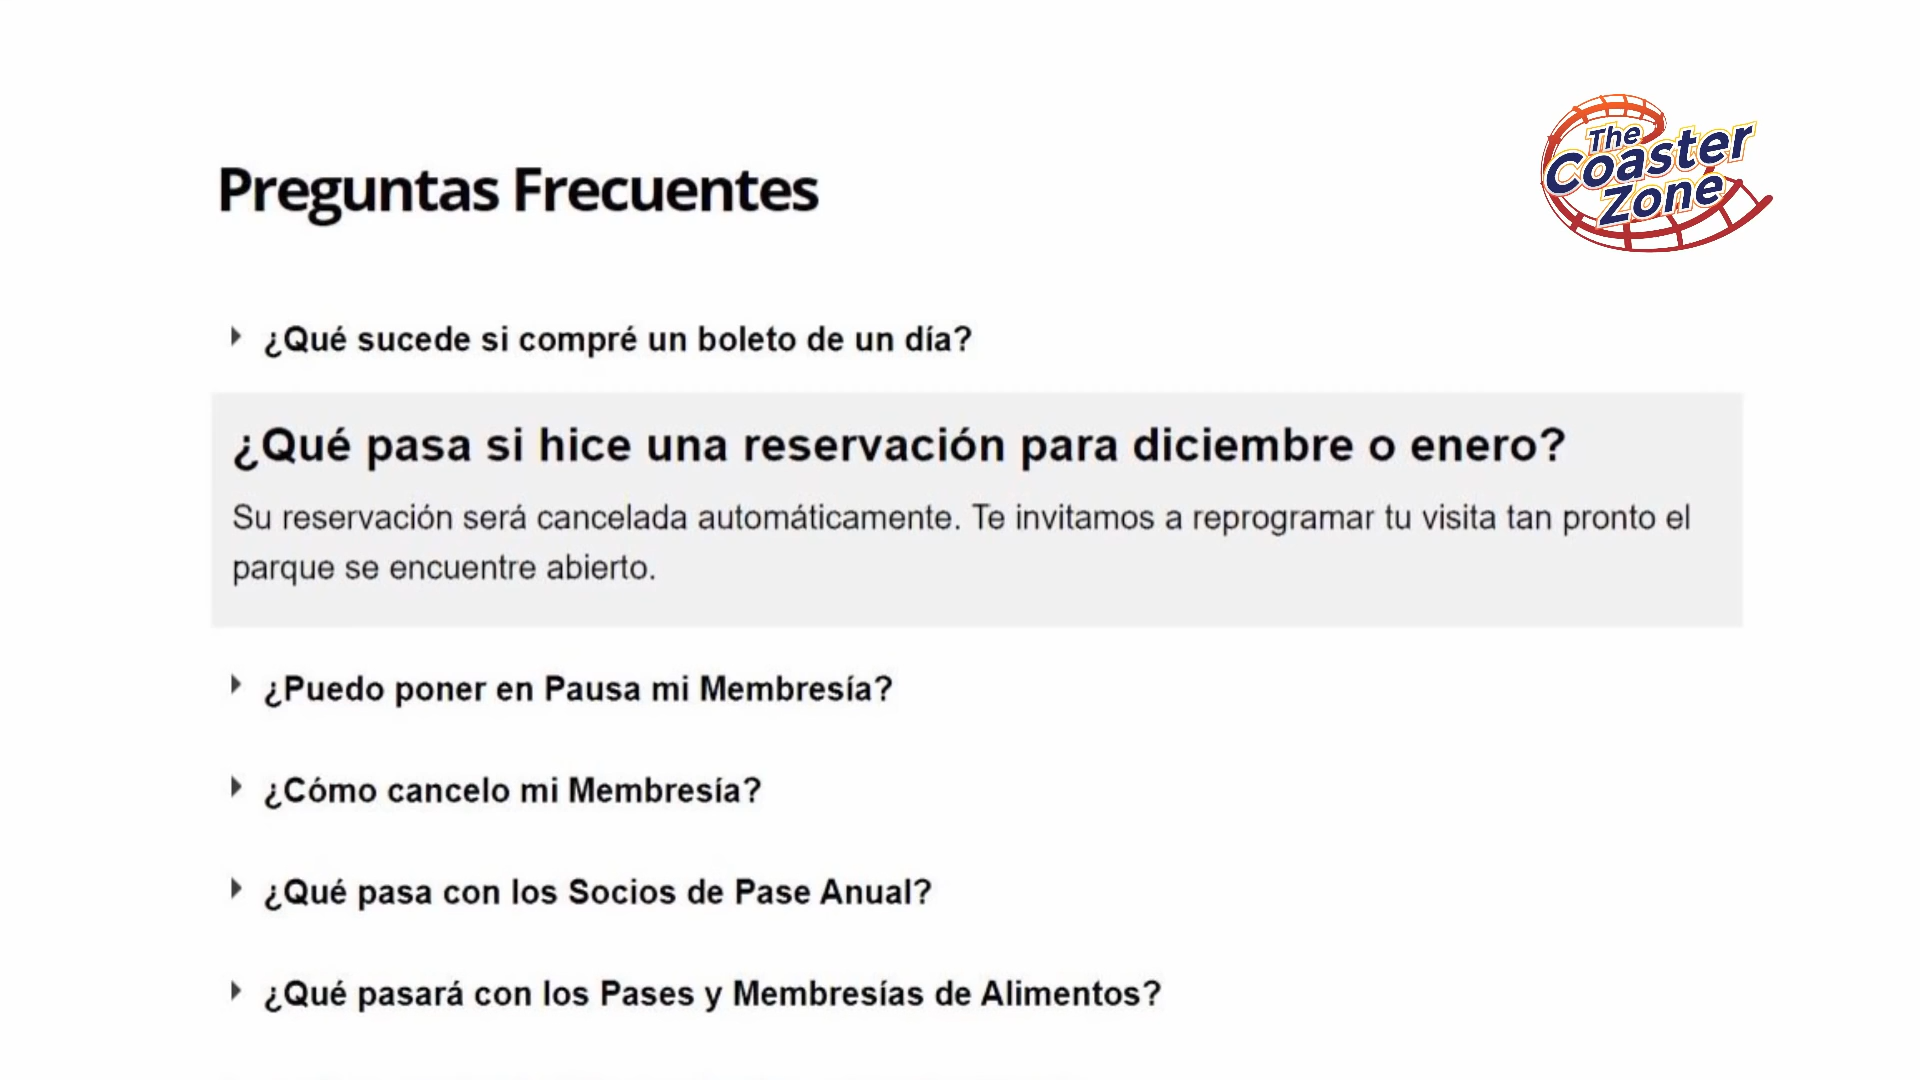 The
Coaster
Zone
Preguntas Frecuentes
¿Qué sucede si compré un boleto de un día?
¿Qué pasa si hice una reservación para diciembre o enero?
Su reservación será cancelada automáticamente. Te invitamos a reprogramar tu visita tan pronto el
parque se encuentre abierto.
¿Puedo poner en Pausa mi Membresía?
¿Cómo cancelo mi Membresía?
¿Qué pasa con los Socios de Pase Anual?
¿Qué pasará con los Pases y Membresías de Alimentos?